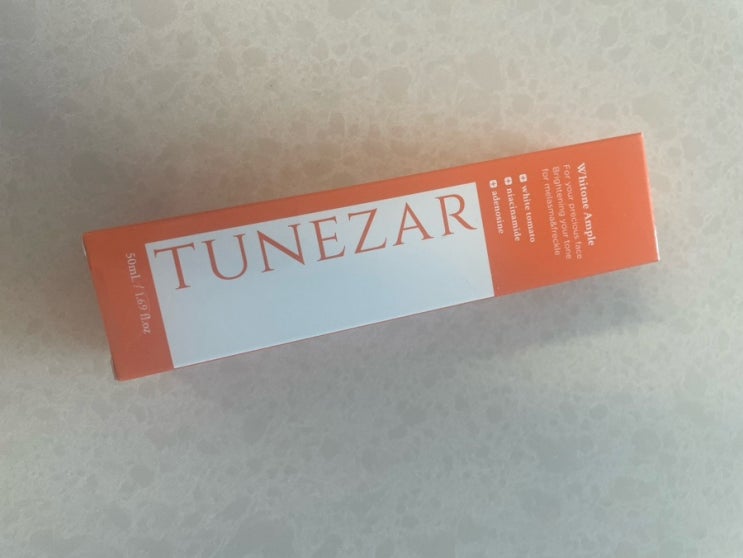 Whitone Ample
For your precious face
Brightening your tone
for melasma&freckle
white tomato
niacinamide
adenosine
TUNEZAR
50mL / 1.69 fl.oz